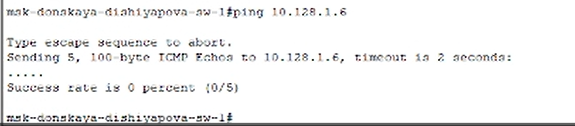 msk-donskaya-dishiyapova-sw-1#ping 10.128.1.6
Type escape sequence to abort.
Sending 5, 100-byte ICMP Echos to 10.128.1.6, timeout is 2 seconds:
.....
Success rate is 0 percent (0/5)
msk-donskaya-dishiyapova-sw-1#